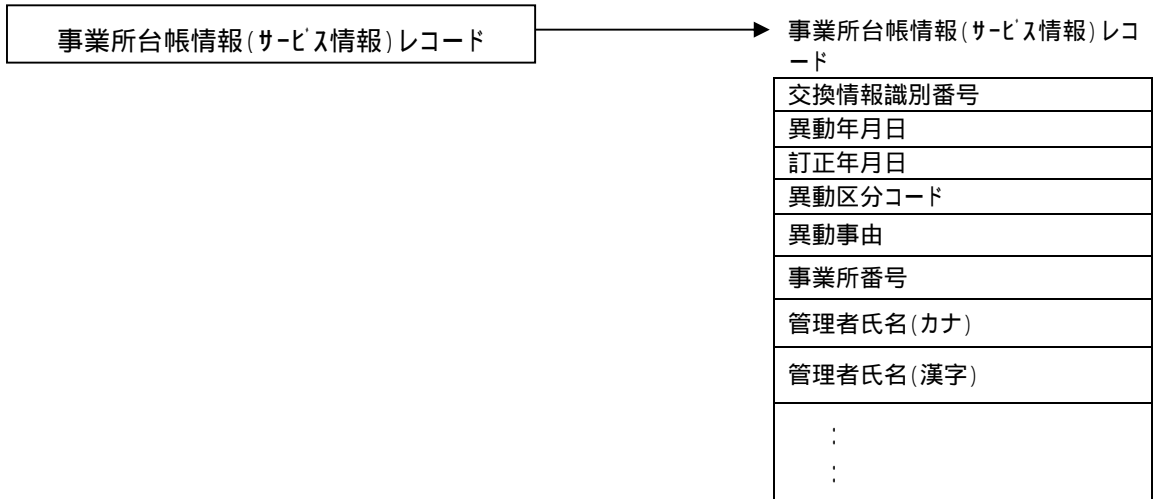 事業所台帳情報(ｻｰﾋﾞｽ情報)レコード
事業所台帳情報(ｻｰﾋﾞｽ情報)レコ
ード
交換情報識別番号
異動年月日
訂正年月日
異動区分コード
異動事由
事業所番号
管理者氏名(カナ)
管理者氏名(漢字)
:
: